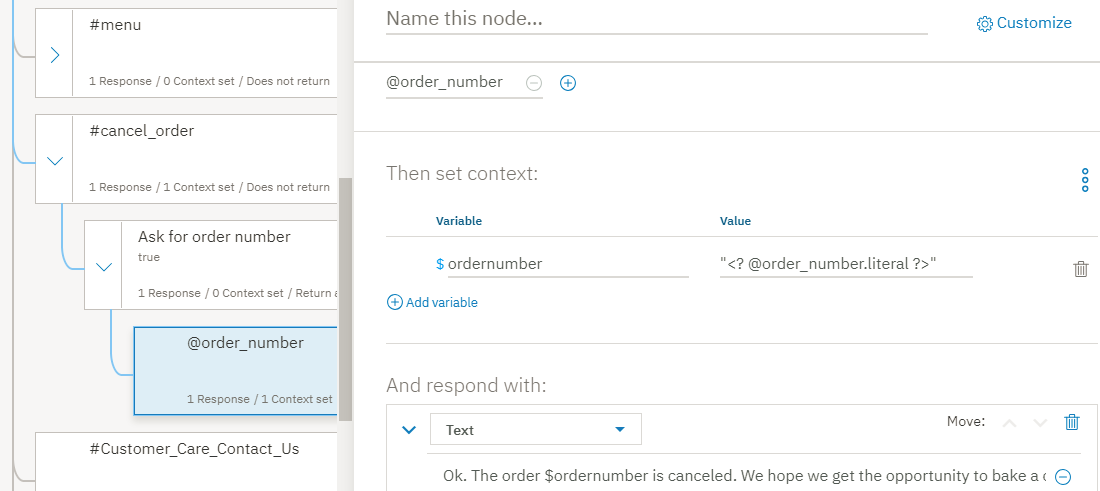 #menu
1 Response / 0 Context set / Does not return
#cancel_order
1 Response / 1 Context set / Does not return
Ask for order number
true
1 Response / 0 Context set / Return
@order_number
1 Response / 1 Context set
#Customer_Care_Contact_Us
Name this node...
Customize
@order_number
Then set context:
Variable Value
$ ordernumber "<? @order_number.literal ?>"
Add variable
And respond with:
Text Move:
Ok. The order $ordernumber is canceled. We hope we get the opportunity to bake a